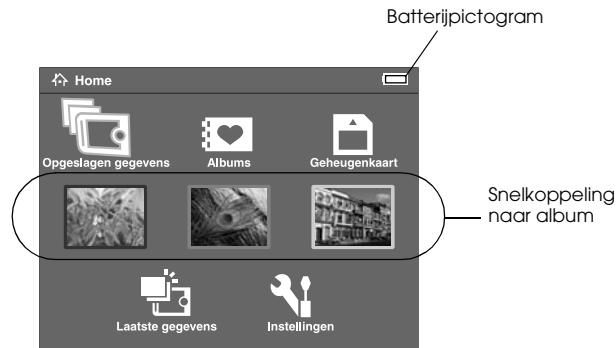 Batterijpictogram
Home
Opgeslagen gegevens
Albums
Geheugenkaart
Snelkoppeling
naar album
Laatste gegevens
Instellingen